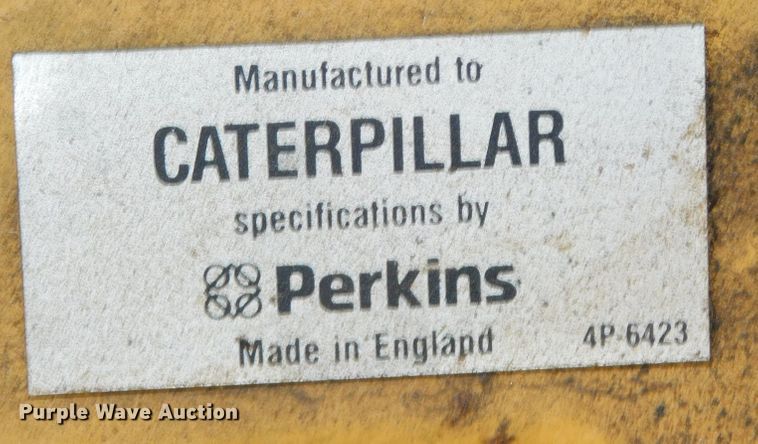 Manufactured to
CATERPILLAR
specifications by
Perkins
Made in England
4P-6423
Purple Wave Auction